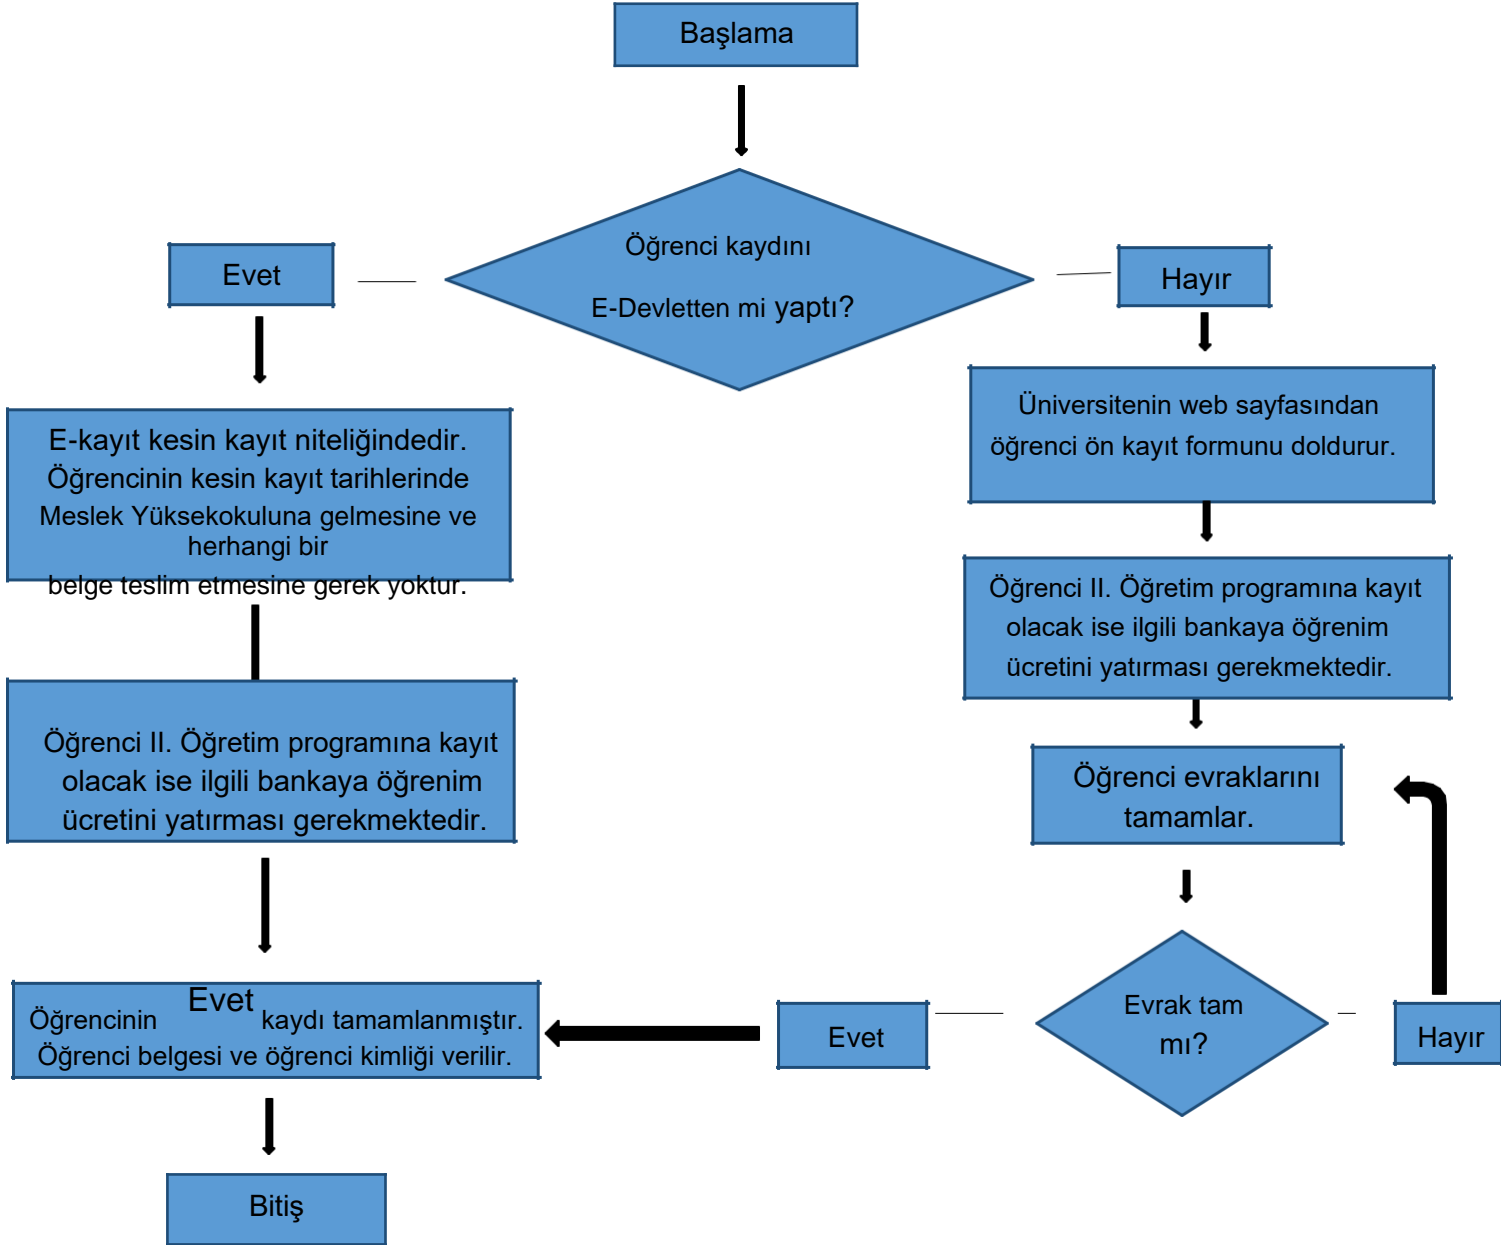 Başlama
Öğrenci kaydını
E-Devletten mi yaptı?
Evet
Hayır
E-kayıt kesin kayıt niteliğindedir.
Öğrencinin kesin kayıt tarihlerinde
Meslek Yüksekokuluna gelmesine ve
herhangi bir
belge teslim etmesine gerek yoktur.
Üniversitenin web sayfasından
öğrenci ön kayıt formunu doldurur.
Öğrenci II. Öğretim programına kayıt
olacak ise ilgili bankaya öğrenim
ücretini yatırması gerekmektedir.
Öğrenci II. Öğretim programına kayıt
olacak ise ilgili bankaya öğrenim
ücretini yatırması gerekmektedir.
Öğrenci evraklarını
tamamlar.
Evrak tam
mı?
Evet
Hayır
Öğrencinin Evet kaydı tamamlanmıştır.
Öğrenci belgesi ve öğrenci kimliği verilir.
Bitiş